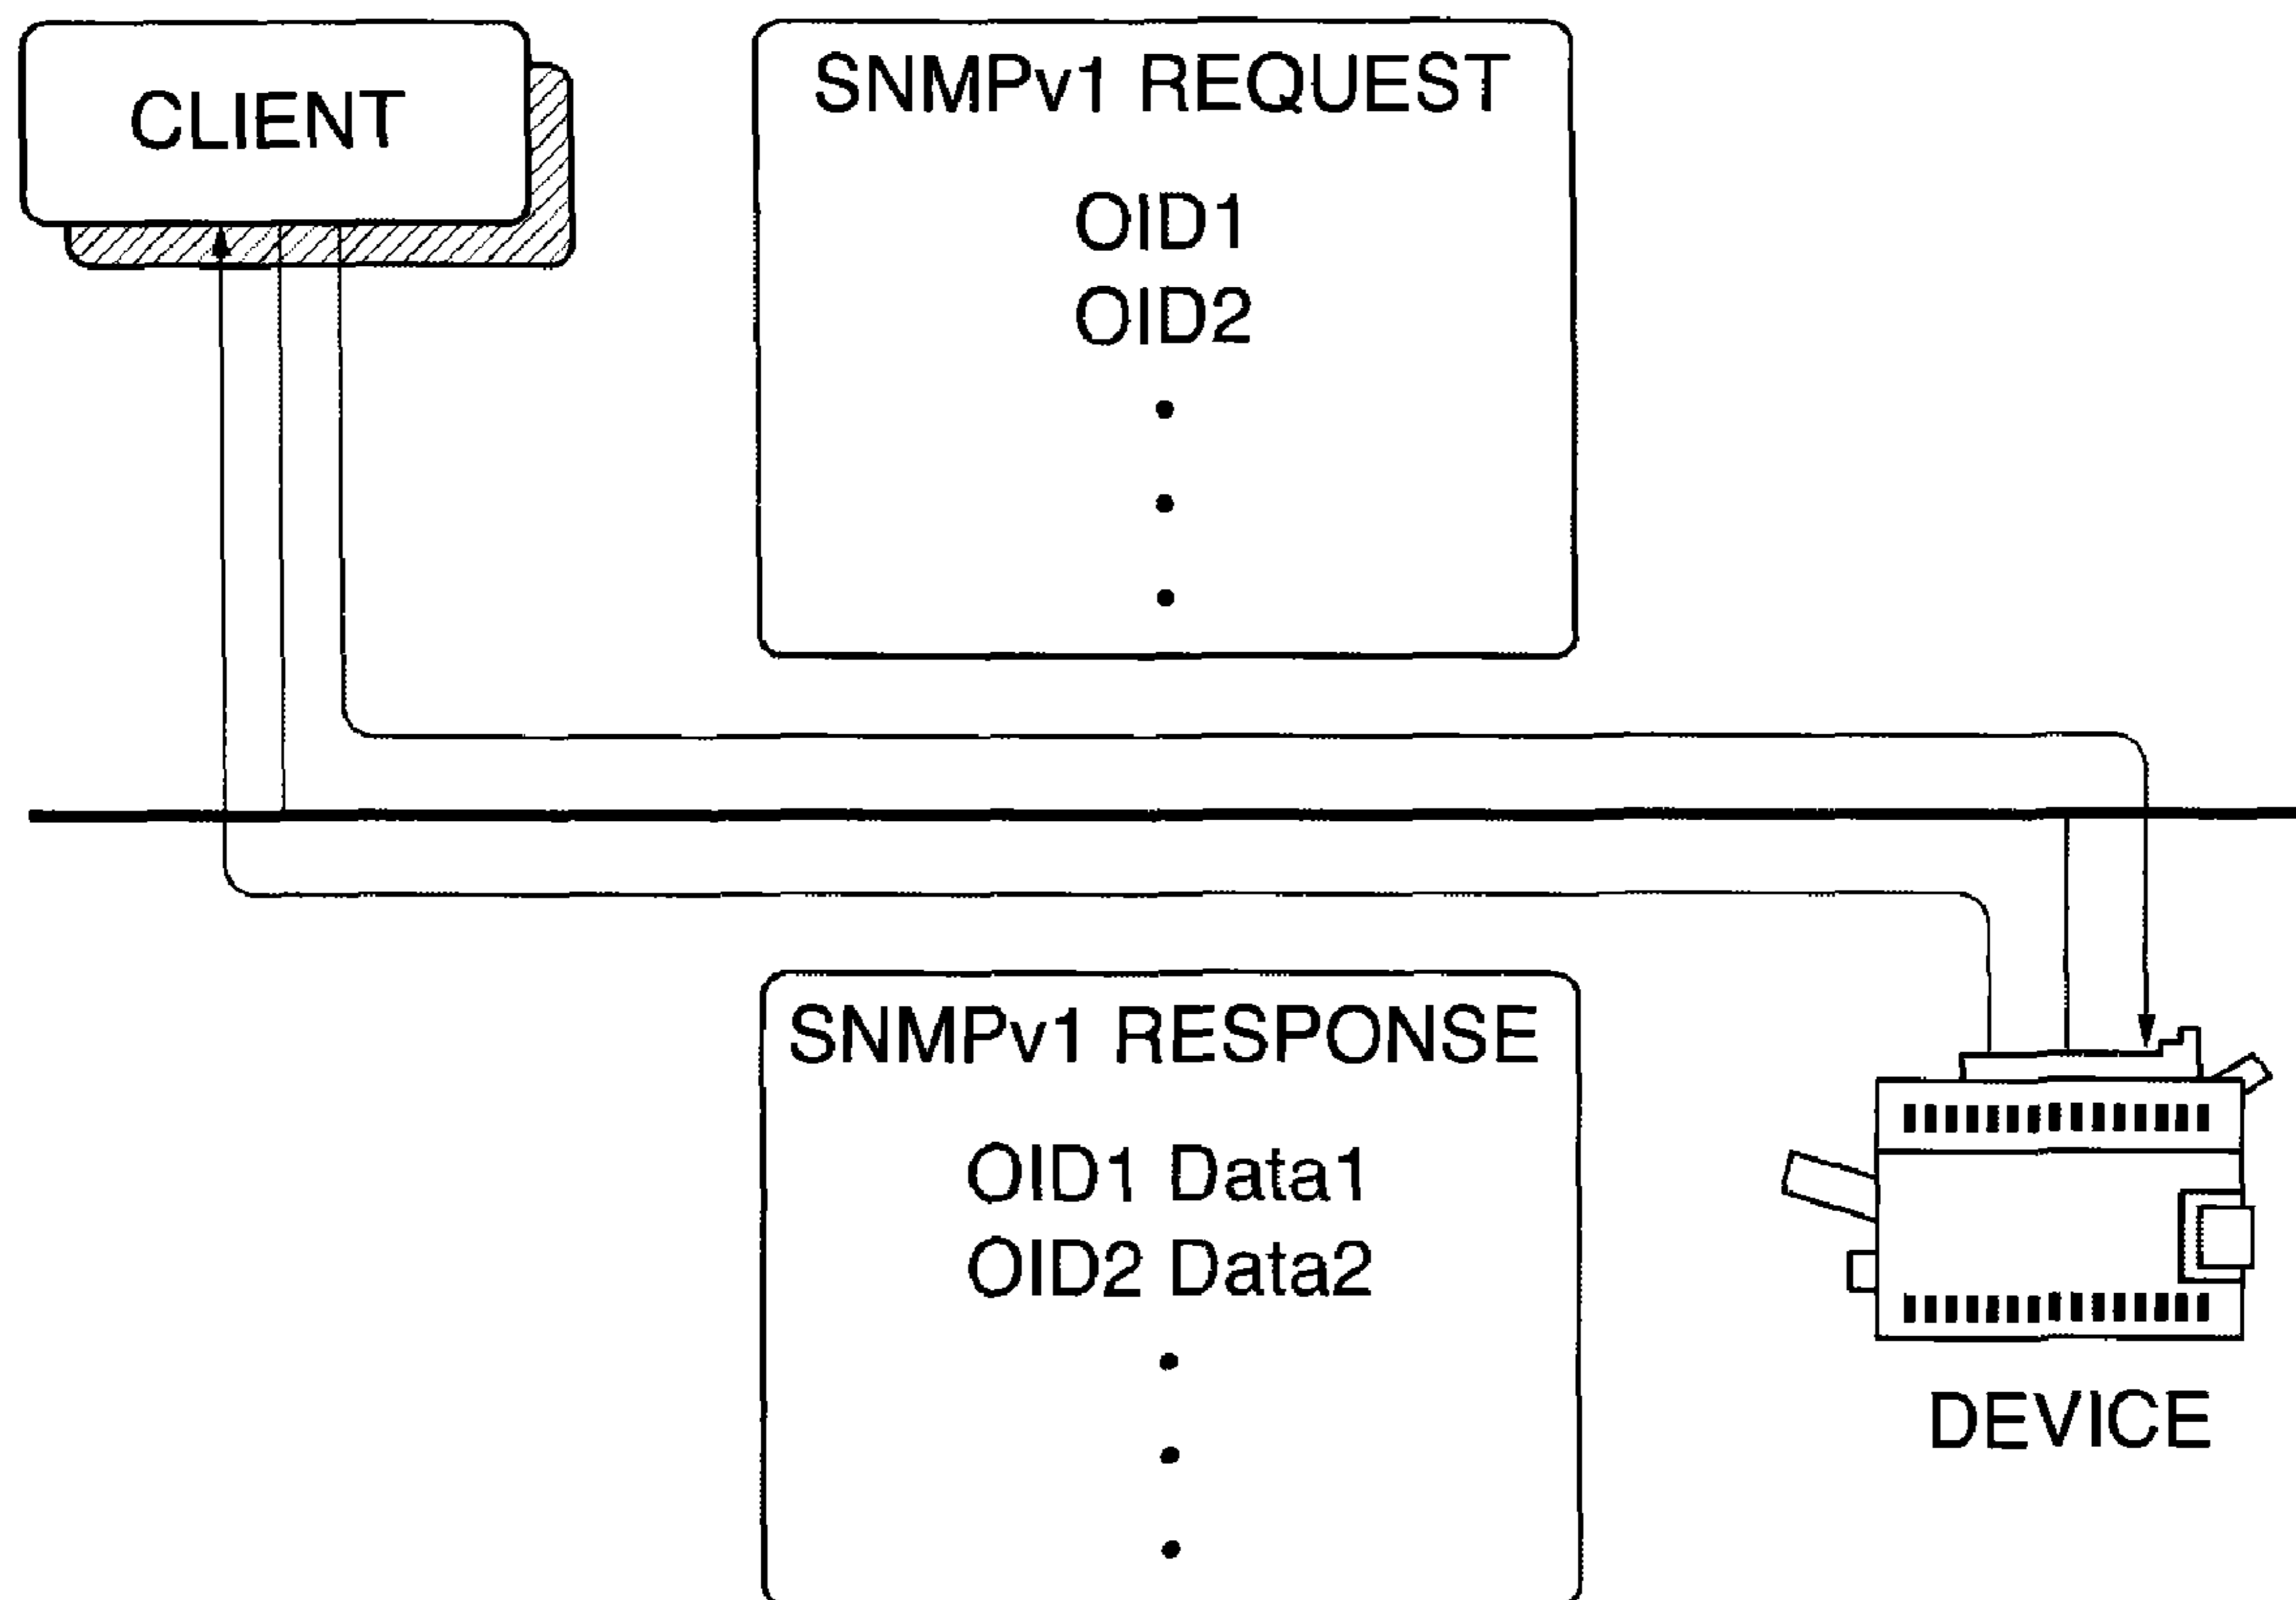 CLIENT
SNMPv1 REQUEST
OID1
OID2
SNMPv1 RESPONSE
OID1 Data1
OID2 Data2
DEVICE